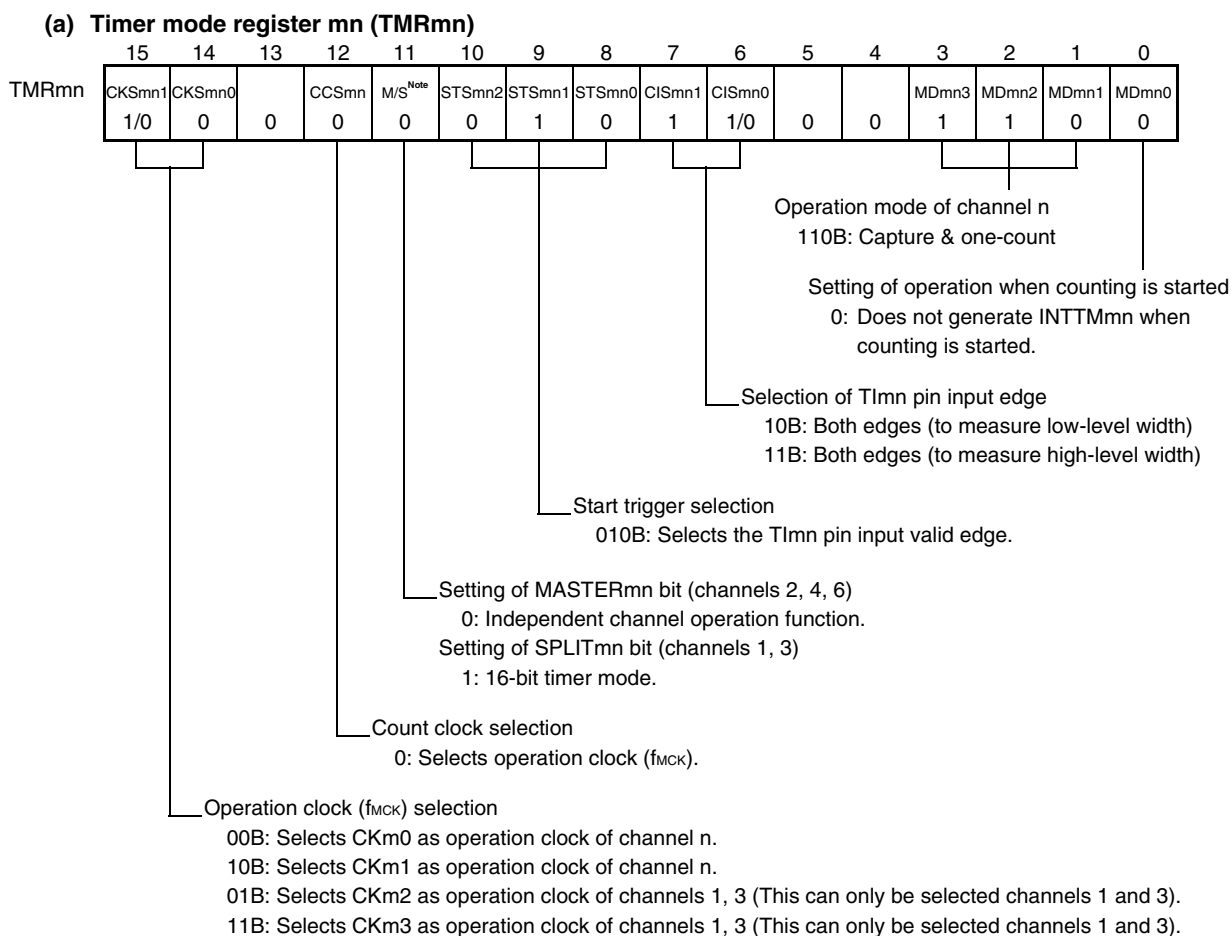 (a) Timer mode register mn (TMRmn)
15 14 13 12 11 10 9 8 7 6 5 4 3 2 1 0
TMRmn CKSmn1 CKSmn0 CCSmn M/SNote STSmn2 STSmn1 STSmn0 CISmn1 CISmn0 MDmn3 MDmn2 MDmn1 MDmn0
1/0 0 0 0 0 0 1 0 1 1/0 0 0 1 1 0 0
Operation mode of channel n
110B: Capture & one-count
Setting of operation when counting is started
0: Does not generate INTTMmn when
counting is started.
Selection of TImn pin input edge
10B: Both edges (to measure low-level width)
11B: Both edges (to measure high-level width)
Start trigger selection
010B: Selects the TImn pin input valid edge.
Setting of MASTERmn bit (channels 2, 4, 6)
0: Independent channel operation function.
Setting of SPLITmn bit (channels 1, 3)
1: 16-bit timer mode.
Count clock selection
0: Selects operation clock (fMCK).
Operation clock (fMCK) selection
00B: Selects CKm0 as operation clock of channel n.
10B: Selects CKm1 as operation clock of channel n.
01B: Selects CKm2 as operation clock of channels 1, 3 (This can only be selected channels 1 and 3).
11B: Selects CKm3 as operation clock of channels 1, 3 (This can only be selected channels 1 and 3).